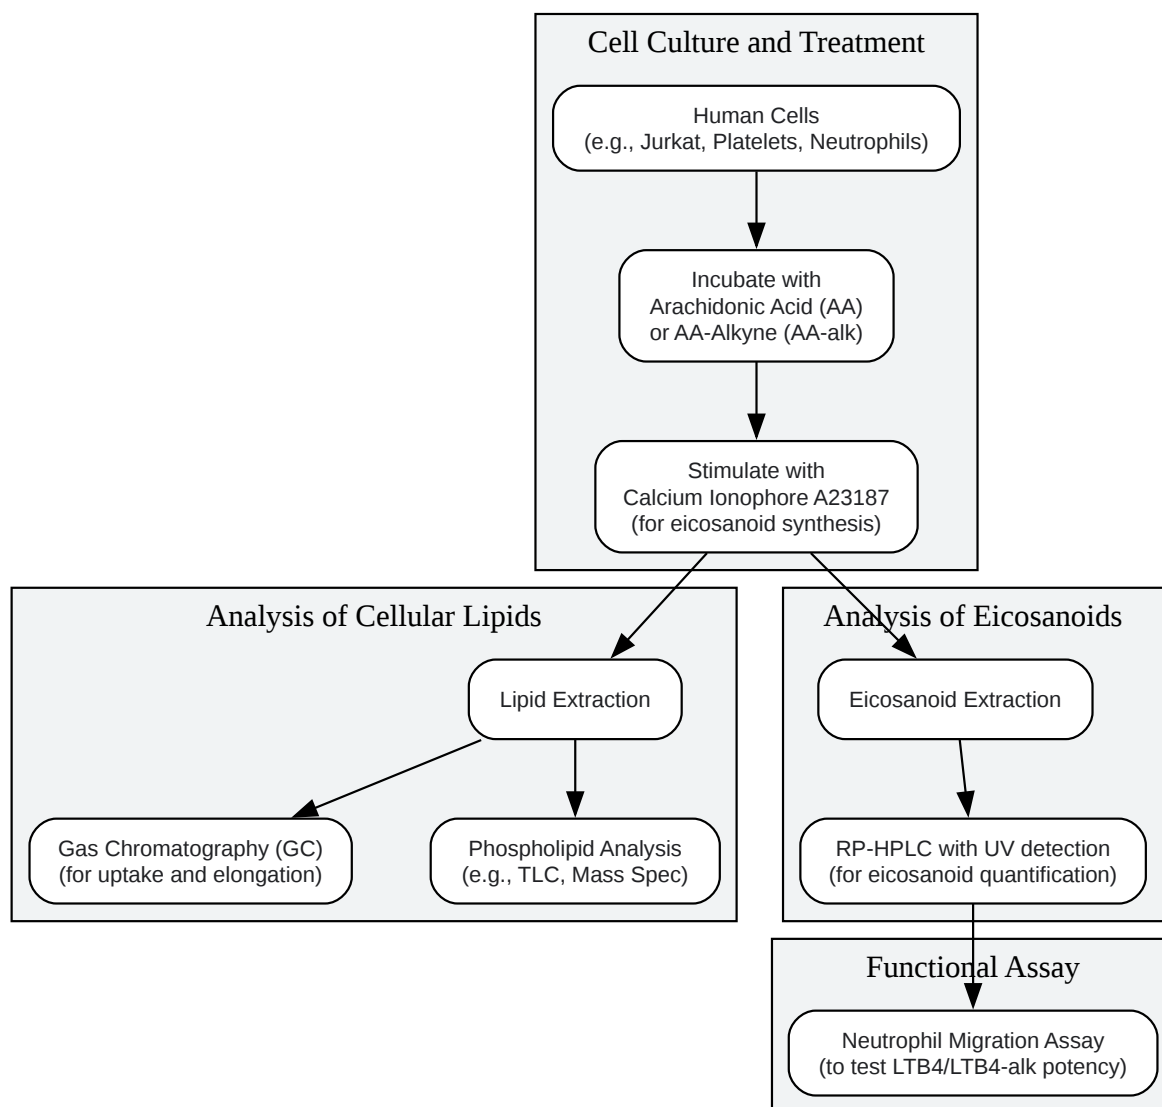 Cell Culture and Treatment
Human Cells
(e.g., Jurkat, Platelets, Neutrophils)
Incubate with
Arachidonic Acid (AA)
or AA-Alkyne (AA-alk)
Stimulate with
Calcium Ionophore A23187
(for eicosanoid synthesis)
Analysis of Cellular Lipids
Lipid Extraction
Gas Chromatography (GC)
(for uptake and elongation)
Phospholipid Analysis
(e.g., TLC, Mass Spec)
Analysis of Eicosanoids
Eicosanoid Extraction
RP-HPLC with UV detection
(for eicosanoid quantification)
Functional Assay
Neutrophil Migration Assay
(to test LTB4/LTB4-alk potency)